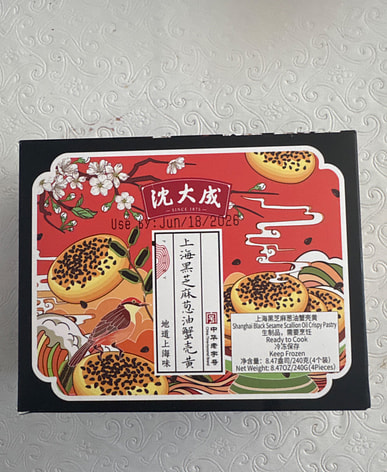 沈大成
SINCE 1875
Use by:Jun/18/2026
上海黑芝麻葱油蟹壳黄
地道上海味
中华老字号
China Time-honored Brand
上海黑芝麻葱油蟹壳黄
Shanghai Black Sesame Scallion Oil Crispy Pastry
生制品，需要烹饪
Ready to Cook
冷冻保存
Keep Frozen
净含量: 8.47盎司/240克(4个装)
Net Weight: 8.47OZ/240G(4Pieces)